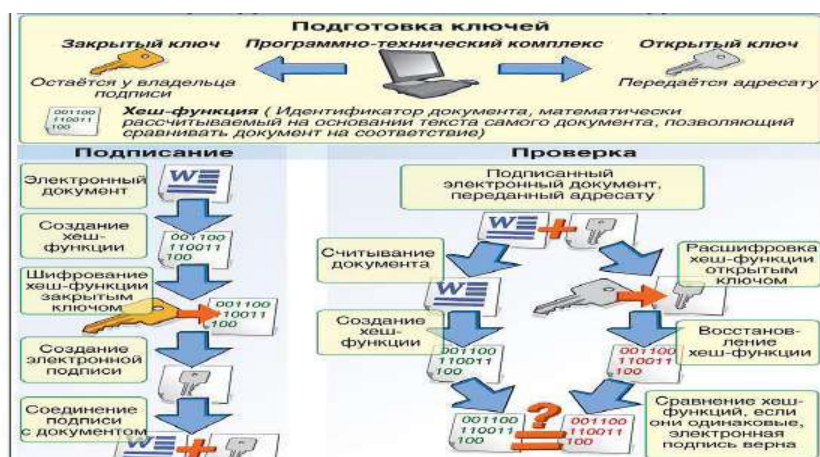 Подготовка ключей
Закрытый ключ
Программно-технический комплекс
Открытый ключ
Остаётся у владельца
подписи
Передаётся адресату
001100
110011
100
Хеш-функция ( Идентификатор документа, математически
рассчитываемый на основании текста самого документа, позволяющий
сравнивать документ на соответствие)
Подписание
Электронный
документ
W
Создание
хеш-
функции
001100
110011
100
Шифрование
хеш-функции
закрытым
ключом
001100
10011
100
Создание
электронной
подписи
Соединение
подписи
с документом
W
+
Проверка
Подписанный
электронный документ,
переданный адресату
W
+
Считывание
документа
W
Расшифровка
хеш-функции
открытым
ключом
Создание
хеш-
функции
001100
110011
100
Восстанов-
ление
хеш-функции
001100
110011
100
001100
110011
100
?
=
001100
110011
100
Сравнение хеш-
функций, если
они одинаковые,
электронная
подпись верна